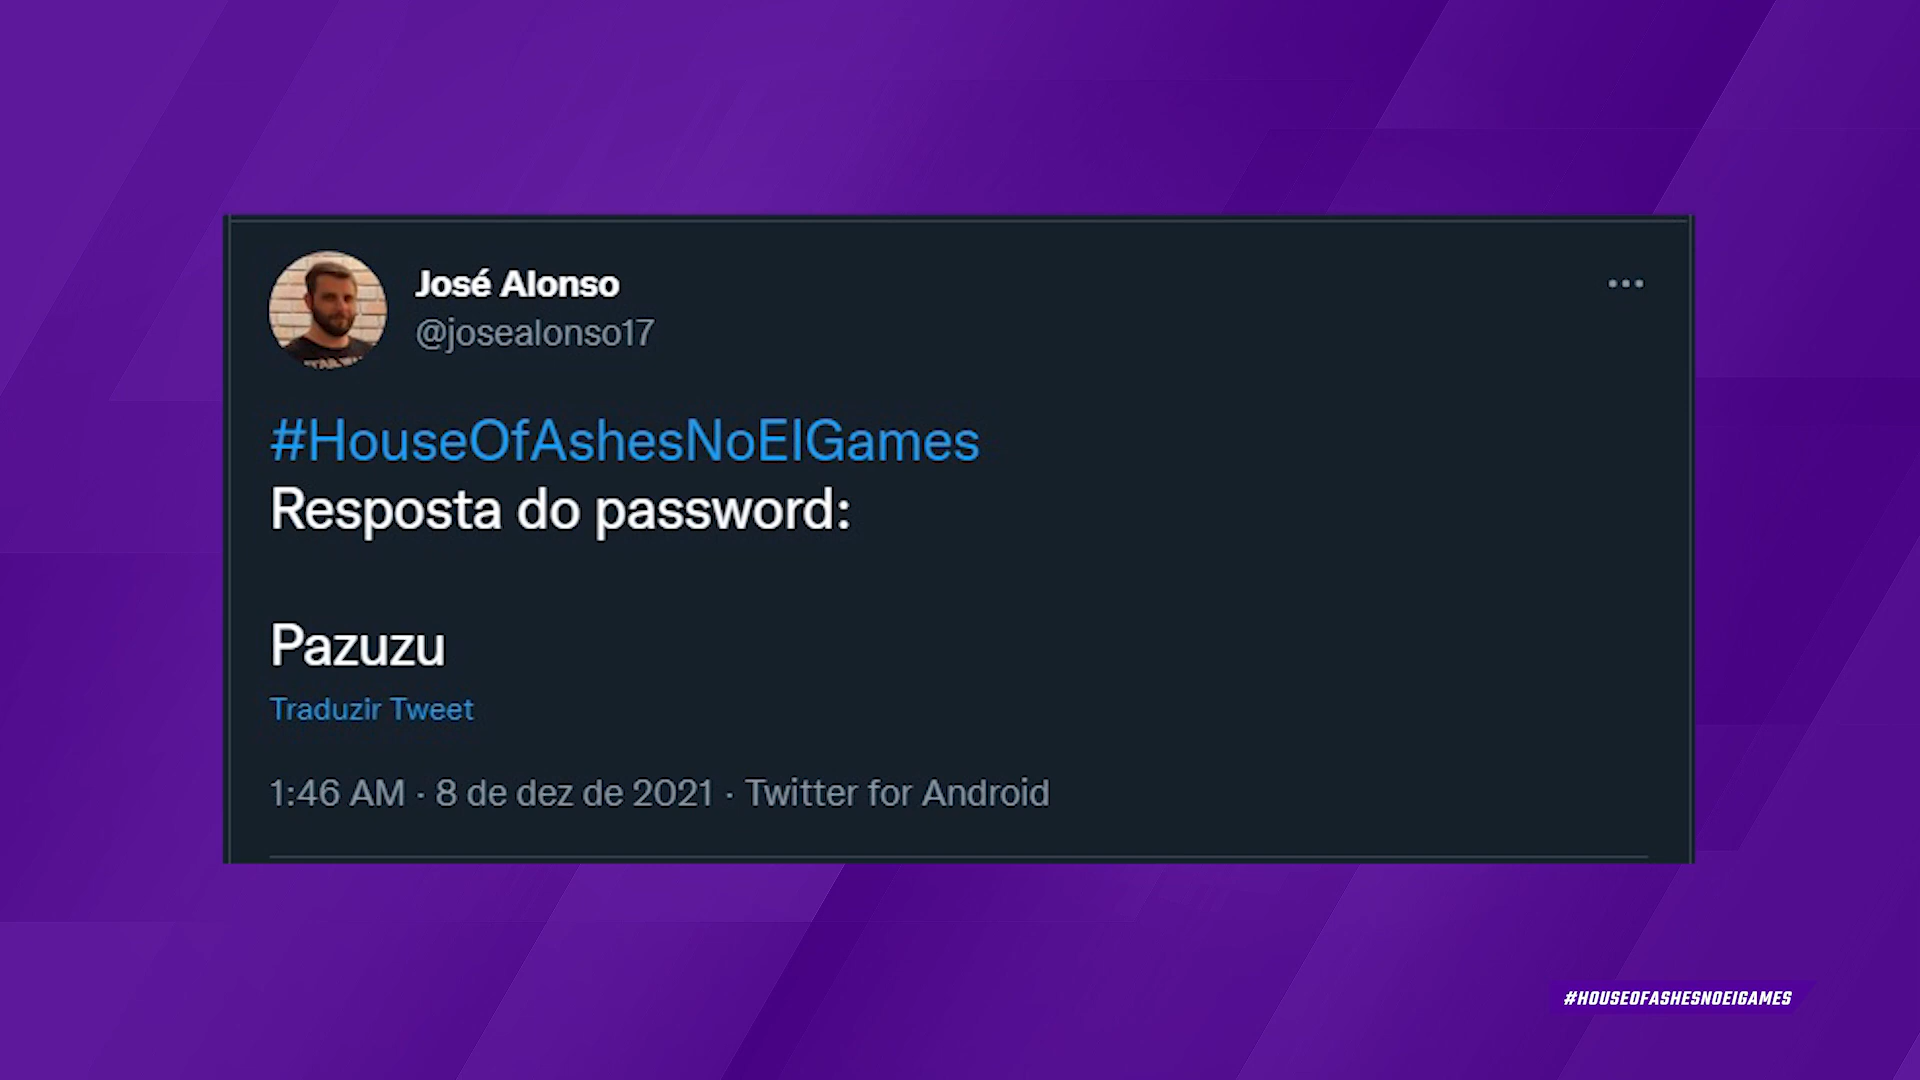 José Alonso
@josealonso17
#HouseOfAshesNoEIGames
Resposta do password:
Pazuzu
Traduzir Tweet
1:46 AM · 8 de dez de 2021 · Twitter for Android
#HOUSEOFASHESNOEIGAMES